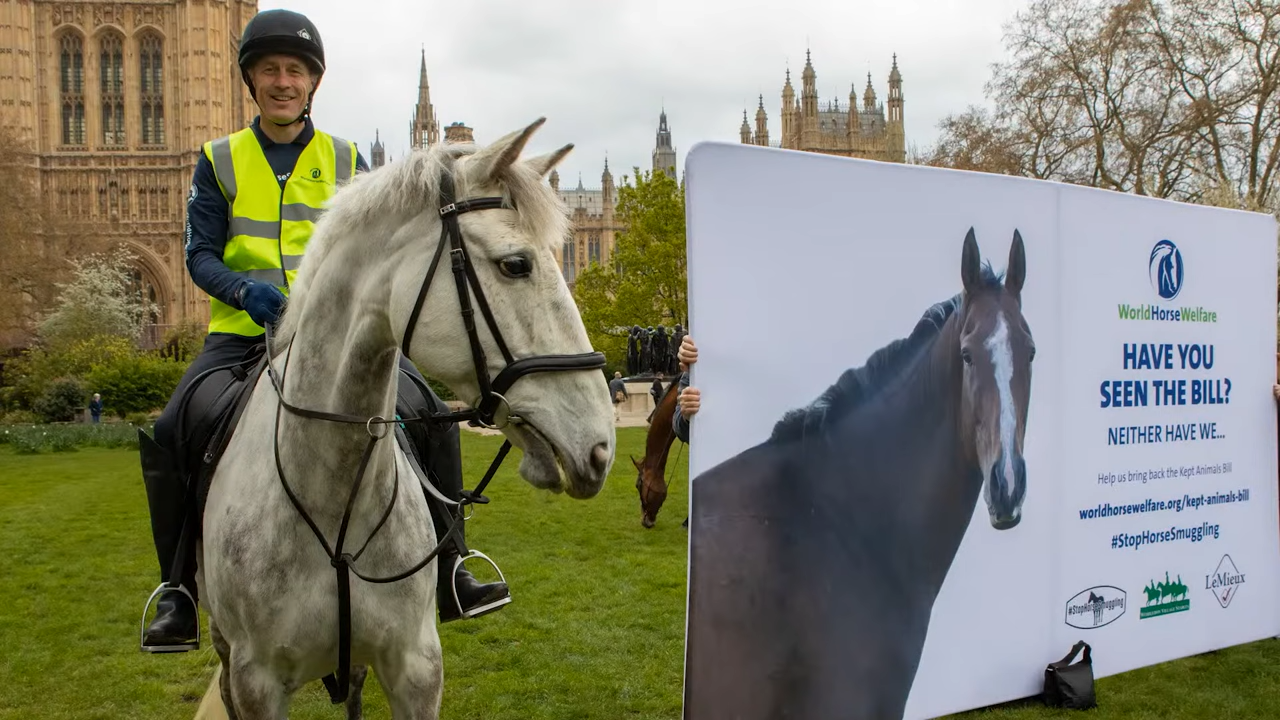 WorldHorseWelfare
HAVE YOU
SEEN THE BILL?
NEITHER HAVE WE...
Help us bring back the Kept Animals Bill
worldhorsewelfare.org/kept-animals-bill
#StopHorseSmuggling
#StopHorseSmuggling
LeMieux